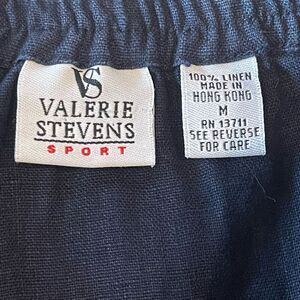 VS
VALERIE
STEVENS
SPORT
100% LINEN
MADE IN
HONG KONG
M
RN 13711
SEE REVERSE
FOR CARE